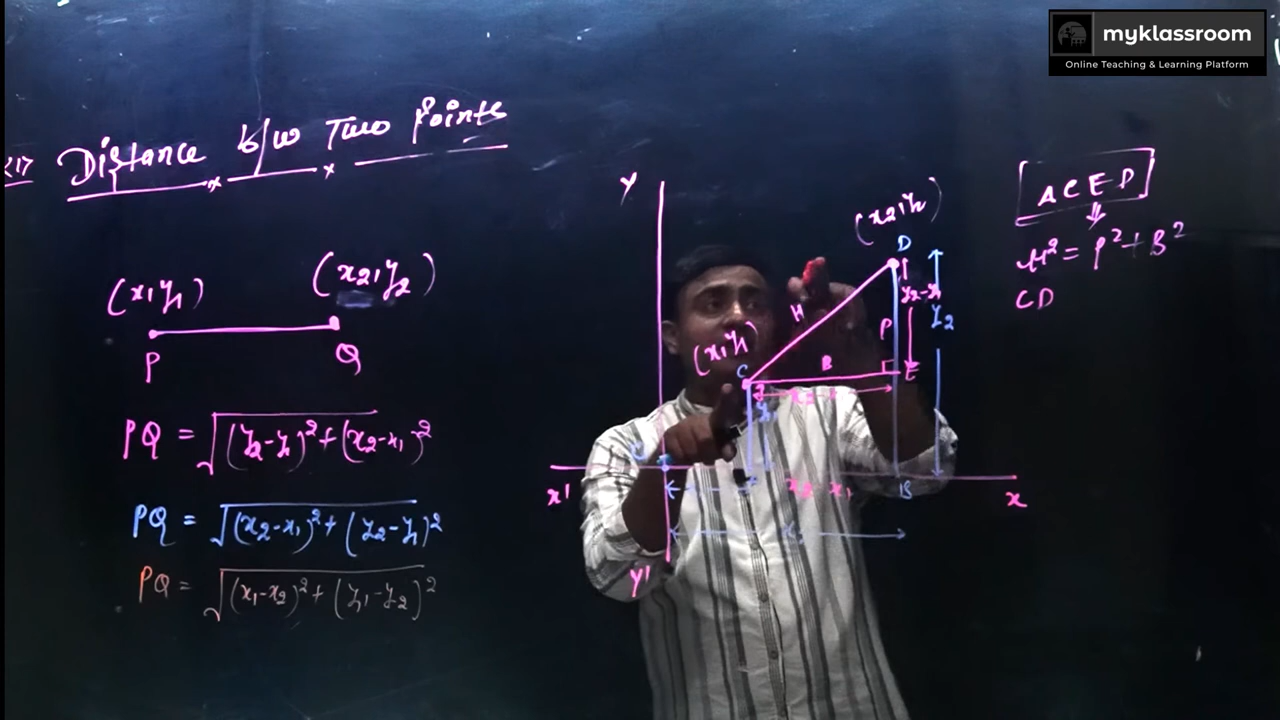 myklassroom
Online Teaching & Learning Platform
Distance b/w Two Points
(x₁, y₁)
(x₂, y₂)
P
Q
PQ = √(y₂-y₁)²+(x₂-x₁)²
PQ = √(x₂-x₁)²+(y₂-y₁)²
PQ = √(x₁-x₂)²+(y₁-y₂)²
Y
(x₂, y₂)
D
H
y₂-y₁
P
y₂
(x₁, y₁)
C
B
E
y₁
x'
B
x
x₂
y'
ΔCED
H² = P²+B²
CD